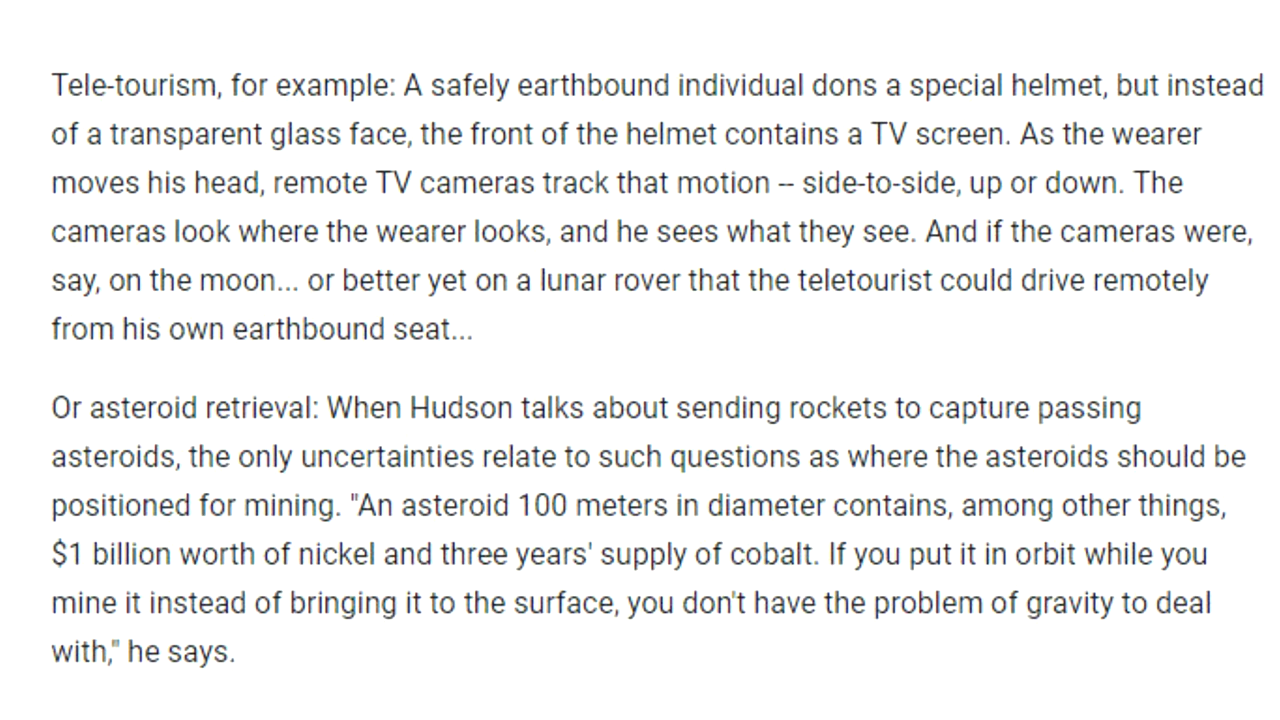 Tele-tourism, for example: A safely earthbound individual dons a special helmet, but instead
of a transparent glass face, the front of the helmet contains a TV screen. As the wearer
moves his head, remote TV cameras track that motion -- side-to-side, up or down. The
cameras look where the wearer looks, and he sees what they see. And if the cameras were,
say, on the moon... or better yet on a lunar rover that the teletourist could drive remotely
from his own earthbound seat...
Or asteroid retrieval: When Hudson talks about sending rockets to capture passing
asteroids, the only uncertainties relate to such questions as where the asteroids should be
positioned for mining. "An asteroid 100 meters in diameter contains, among other things,
$1 billion worth of nickel and three years' supply of cobalt. If you put it in orbit while you
mine it instead of bringing it to the surface, you don't have the problem of gravity to deal
with," he says.